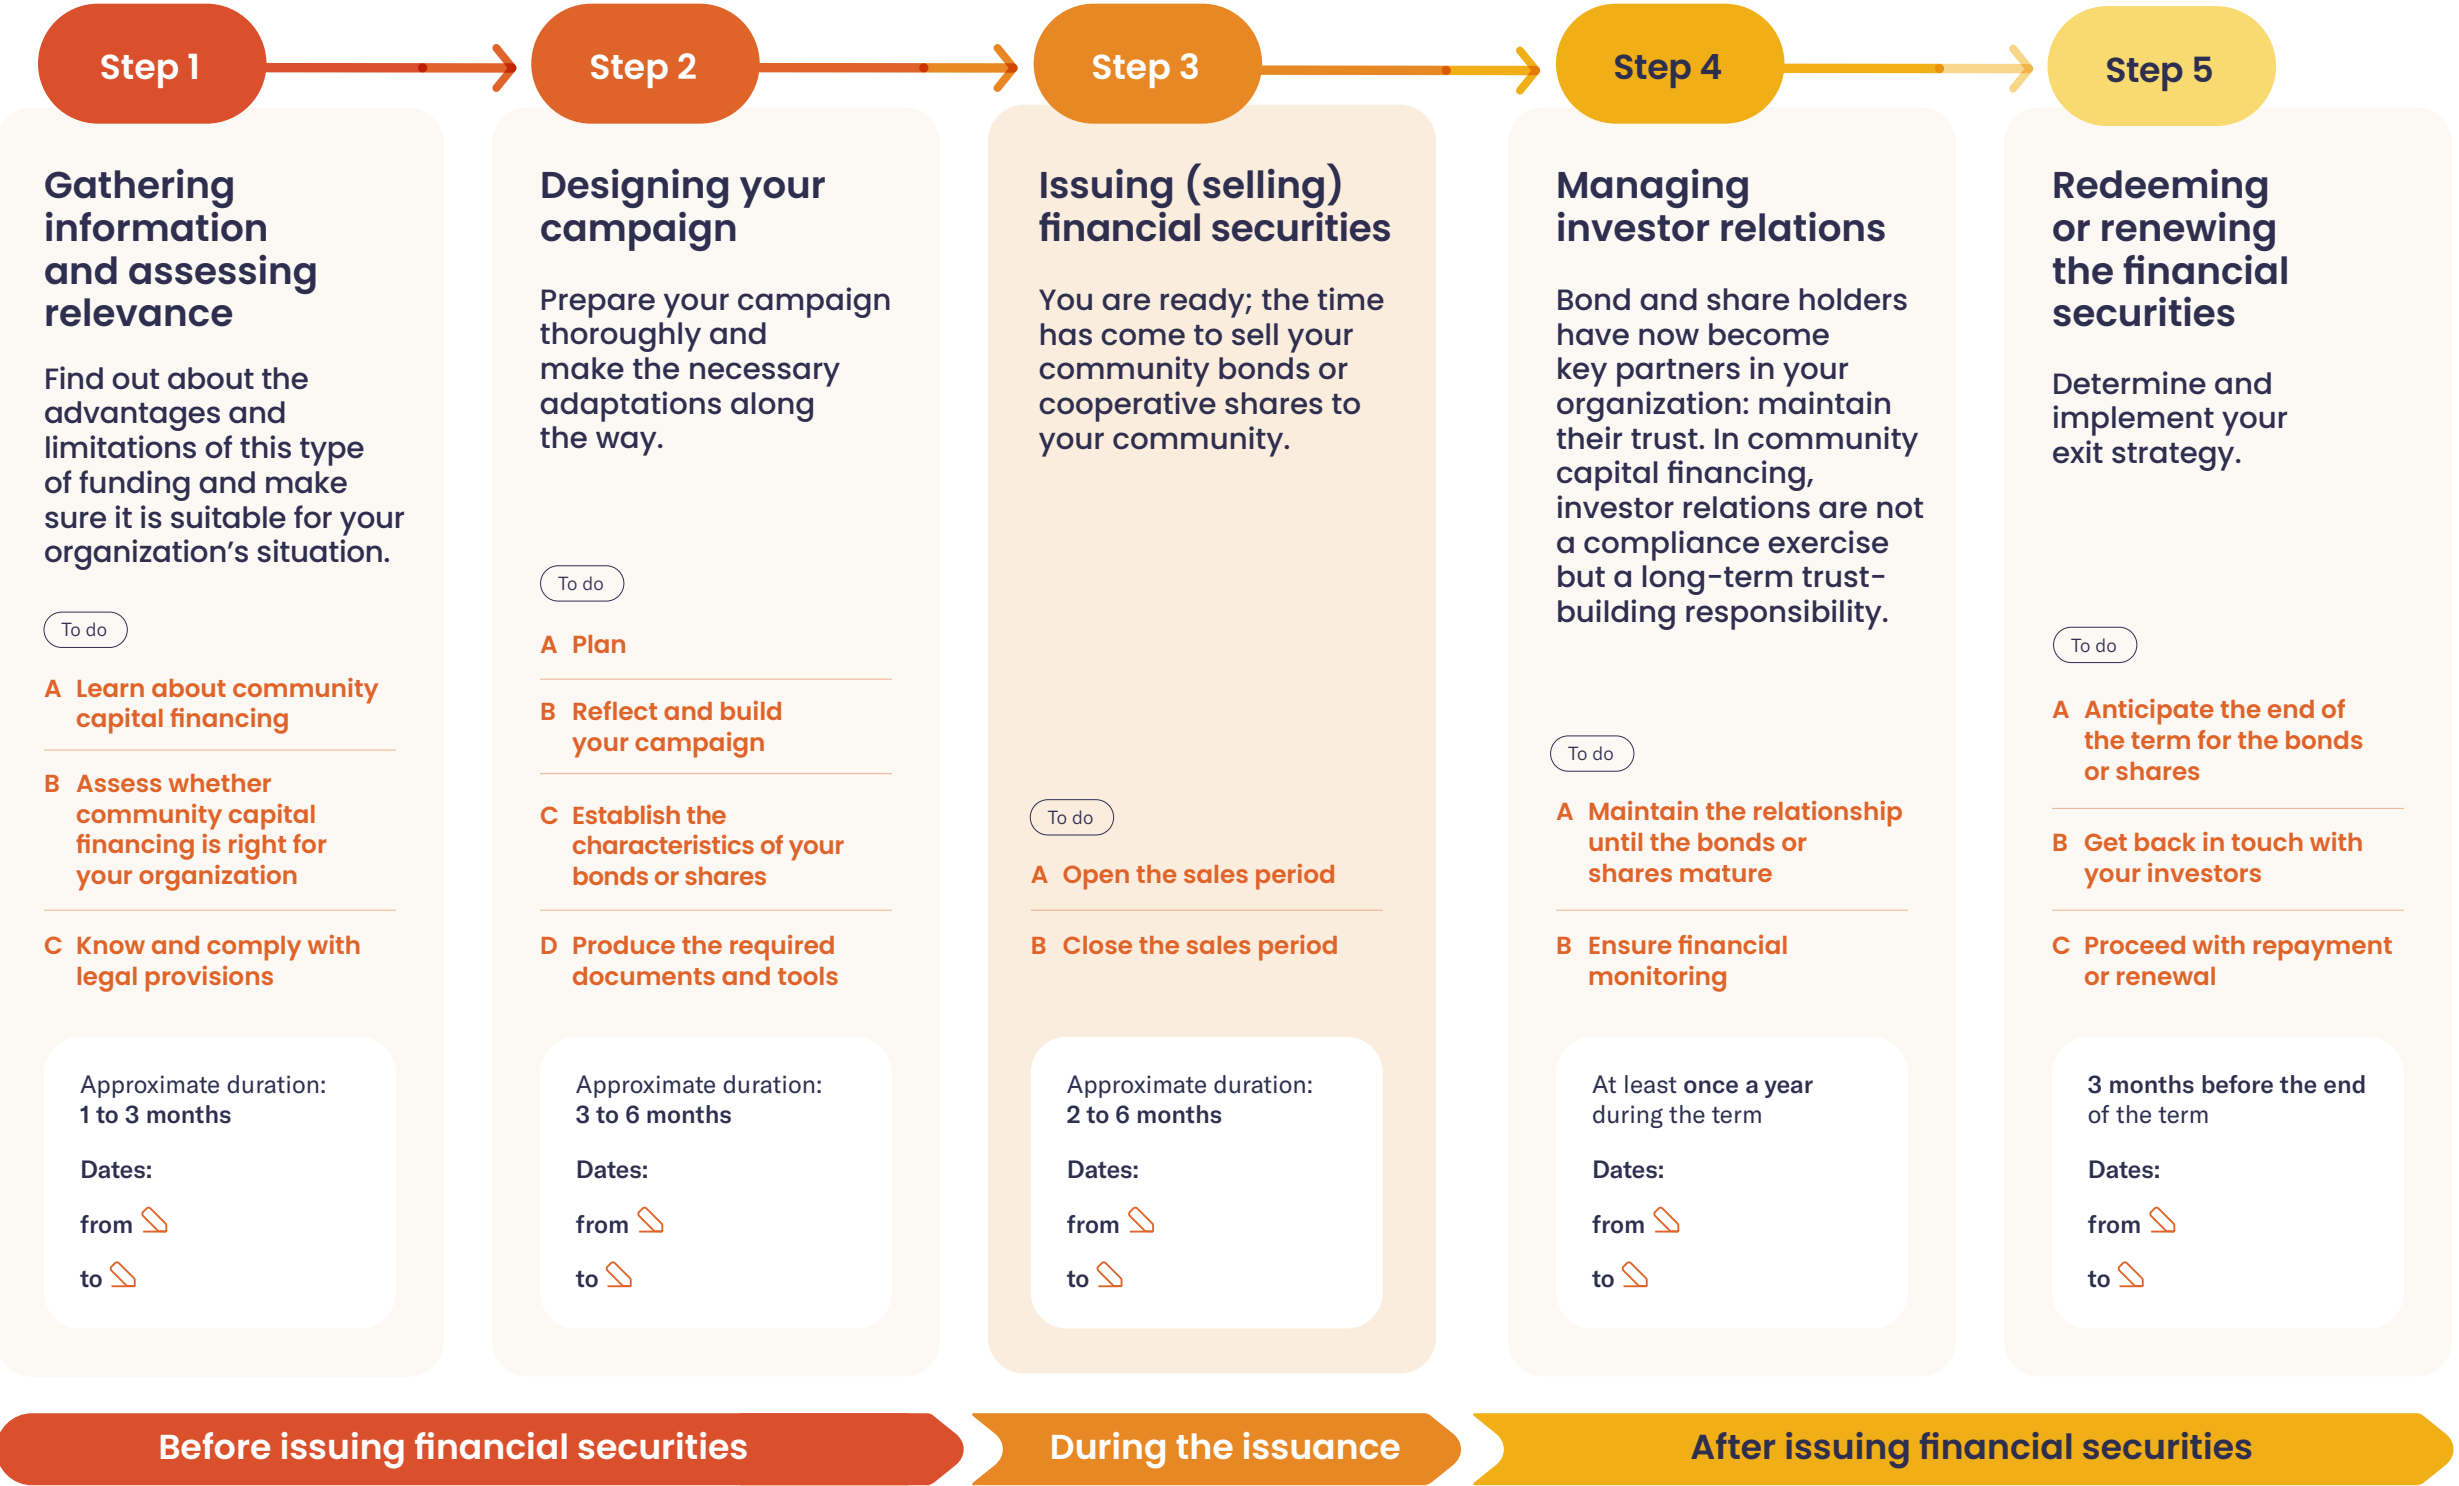 Step 1
Gathering
information
and assessing
relevance
Find out about the
advantages and
limitations of this type
of funding and make
sure it is suitable for your
organization's situation.
To do
A Learn about community
capital financing
B Assess whether
community capital
financing is right for
your organization
C Know and comply with
legal provisions
Approximate duration:
1 to 3 months
Dates:
from
to
Step 2
Designing your
campaign
Prepare your campaign
thoroughly and
make the necessary
adaptations along
the way.
To do
A Plan
B Reflect and build
your campaign
C Establish the
characteristics of your
bonds or shares
D Produce the required
documents and tools
Approximate duration:
3 to 6 months
Dates:
from
to
Step 3
Issuing (selling)
financial securities
You are ready; the time
has come to sell your
community bonds or
cooperative shares to
your community.
To do
A Open the sales period
B Close the sales period
Approximate duration:
2 to 6 months
Dates:
from
to
Step 4
Managing
investor relations
Bond and share holders
have now become
key partners in your
organization: maintain
their trust. In community
capital financing,
investor relations are not
a compliance exercise
but a long-term trust-
building responsibility.
To do
A Maintain the relationship
until the bonds or
shares mature
B Ensure financial
monitoring
At least once a year
during the term
Dates:
from
to
Step 5
Redeeming
or renewing
the financial
securities
Determine and
implement your
exit strategy.
To do
A Anticipate the end of
the term for the bonds
or shares
B Get back in touch with
your investors
C Proceed with repayment
or renewal
3 months before the end
of the term
Dates:
from
to
Before issuing financial securities
During the issuance
After issuing financial securities